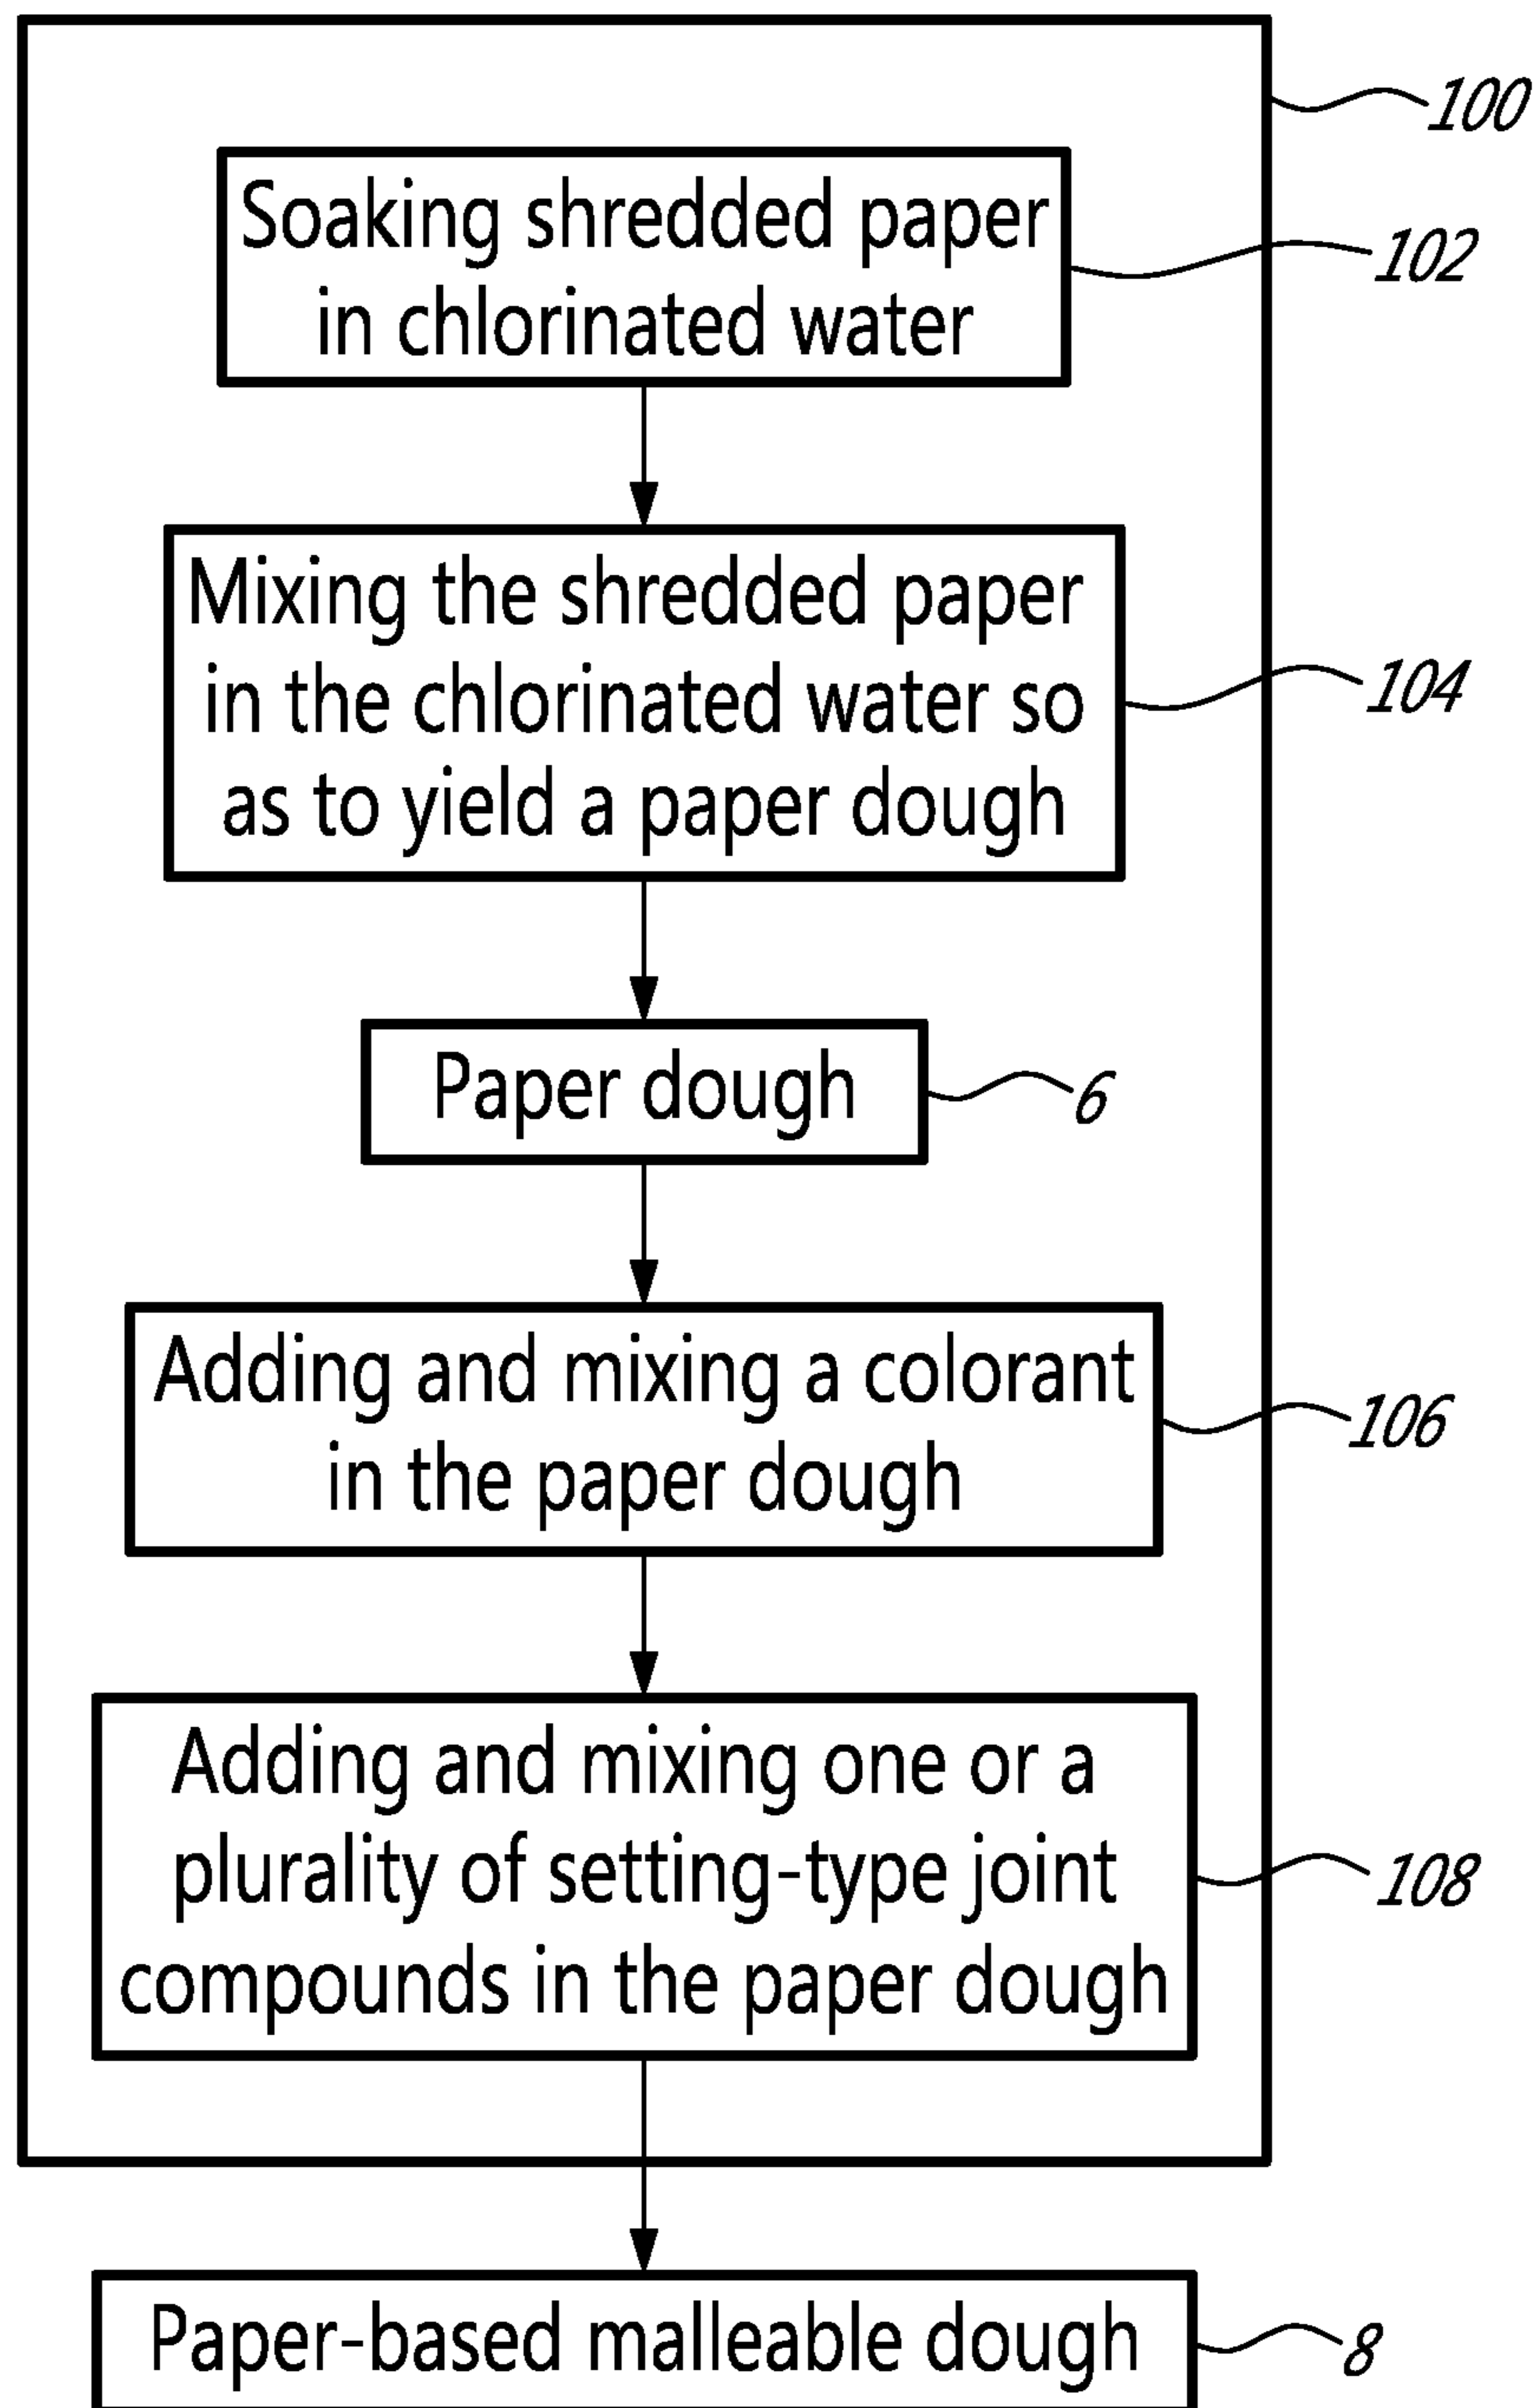 100
Soaking shredded paper
in chlorinated water
102
Mixing the shredded paper
in the chlorinated water so
as to yield a paper dough
104
Paper dough
6
Adding and mixing a colorant
in the paper dough
106
Adding and mixing one or a
plurality of setting-type joint
compounds in the paper dough
108
Paper-based malleable dough
8